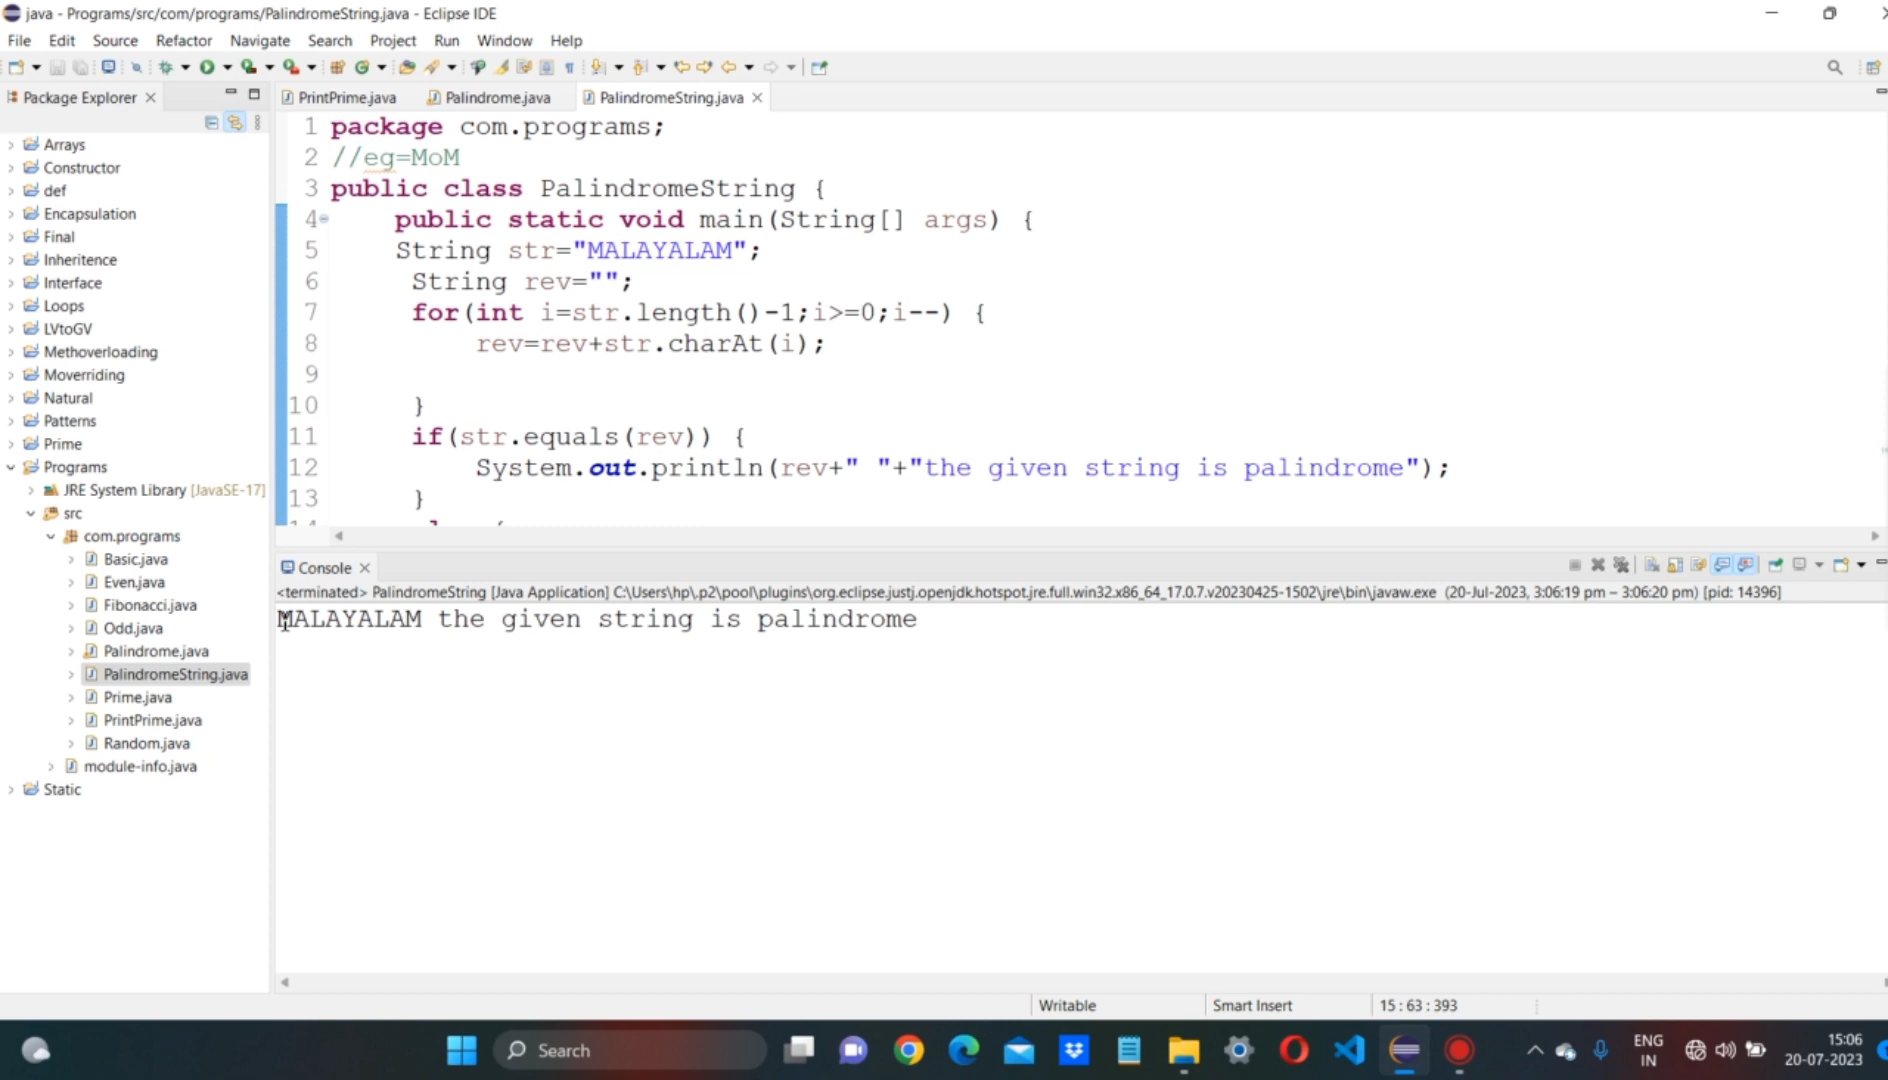 java - Programs/src/com/programs/PalindromeString.java - Eclipse IDE
File Edit Source Refactor Navigate Search Project Run Window Help
Package Explorer
PrintPrime.java Palindrome.java PalindromeString.java
Arrays
Constructor
def
Encapsulation
Final
Inheritence
Interface
Loops
LVtoGV
Methoverloading
Moverriding
Natural
Patterns
Prime
Programs
JRE System Library [JavaSE-17]
src
com.programs
Basic.java
Even.java
Fibonacci.java
Odd.java
Palindrome.java
PalindromeString.java
Prime.java
PrintPrime.java
Random.java
module-info.java
Static
1 package com.programs;
2 //eg=MoM
3 public class PalindromeString {
4 public static void main(String[] args) {
5 String str="MALAYALAM";
6 String rev="";
7 for(int i=str.length()-1;i>=0;i--) {
8 rev=rev+str.charAt(i);
9
10 }
11 if(str.equals(rev)) {
12 System.out.println(rev+" "+"the given string is palindrome");
13 }
Console
<terminated> PalindromeString [Java Application] C:\Users\hp\.p2\pool\plugins\org.eclipse.justj.openjdk.hotspot.jre.full.win32.x86_64_17.0.7.v20230425-1502\jre\bin\javaw.exe (20-Jul-2023, 3:06:19 pm – 3:06:20 pm) [pid: 14396]
MALAYALAM the given string is palindrome
Writable Smart Insert 15 : 63 : 393
Search
ENG
IN
15:06
20-07-2023